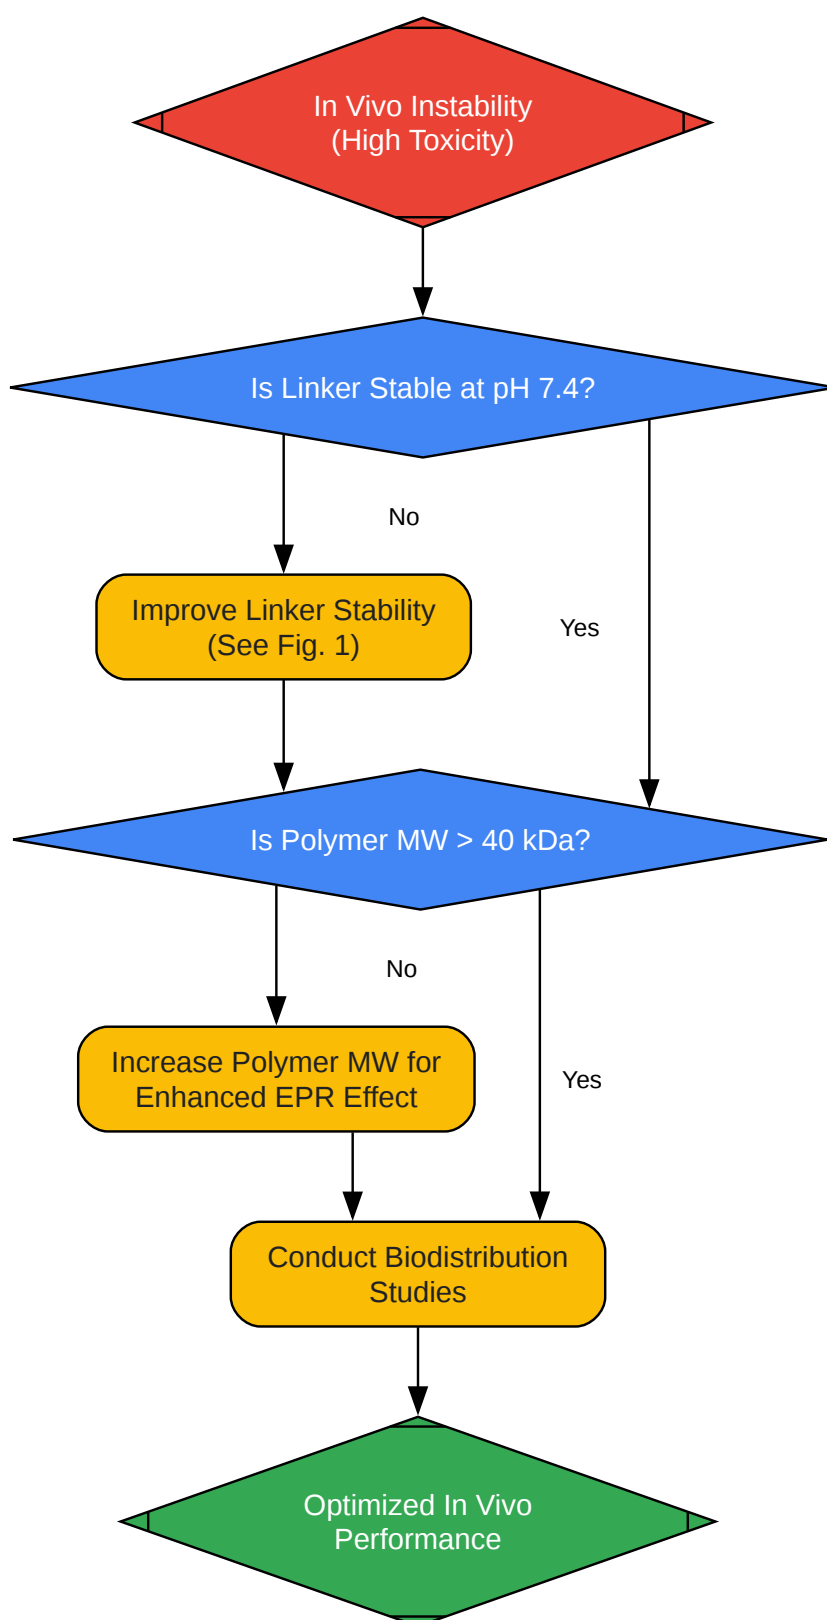 In Vivo Instability
(High Toxicity)
Is Linker Stable at pH 7.4?
No
Improve Linker Stability
(See Fig. 1)
Yes
Is Polymer MW > 40 kDa?
No
Increase Polymer MW for
Enhanced EPR Effect
Yes
Conduct Biodistribution
Studies
Optimized In Vivo
Performance